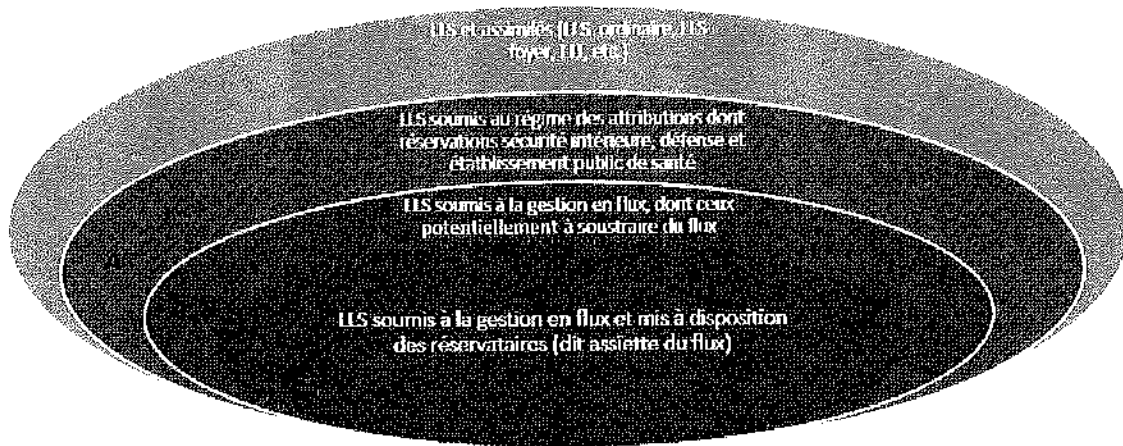 LLS et assimilés (LLS, ordinaire, LLS
foyer, LLI, etc.)
LLS soumis au régime des attributions dont
réservations sécurité intérieure, défense et
établissement public de santé
LLS soumis à la gestion en flux, dont ceux
potentiellement à soustraire du flux
LLS soumis à la gestion en flux et mis à disposition
des réservataires (dit assiette du flux)